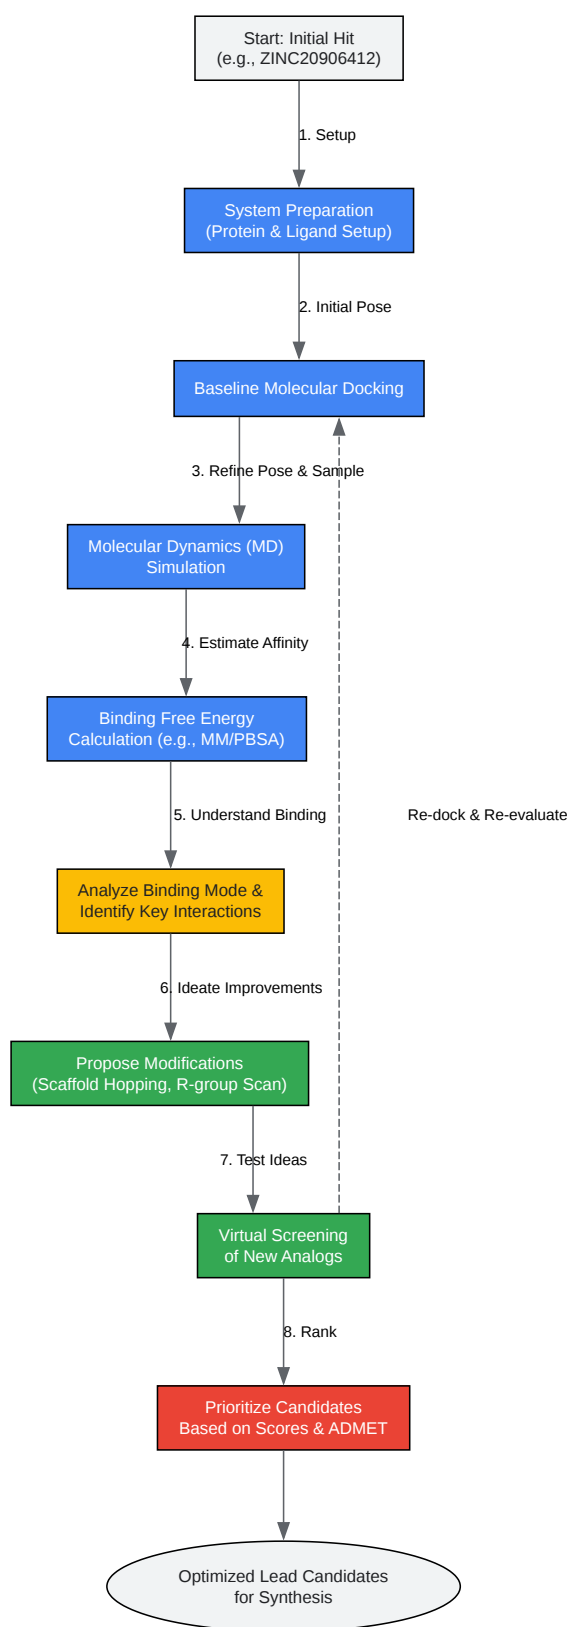 Start: Initial Hit
(e.g., ZINC20906412)
1. Setup
System Preparation
(Protein & Ligand Setup)
2. Initial Pose
Baseline Molecular Docking
3. Refine Pose & Sample
Molecular Dynamics (MD)
Simulation
4. Estimate Affinity
Binding Free Energy
Calculation (e.g., MM/PBSA)
5. Understand Binding
Re-dock & Re-evaluate
Analyze Binding Mode &
Identify Key Interactions
6. Ideate Improvements
Propose Modifications
(Scaffold Hopping, R-group Scan)
7. Test Ideas
Virtual Screening
of New Analogs
8. Rank
Prioritize Candidates
Based on Scores & ADMET
Optimized Lead Candidates
for Synthesis